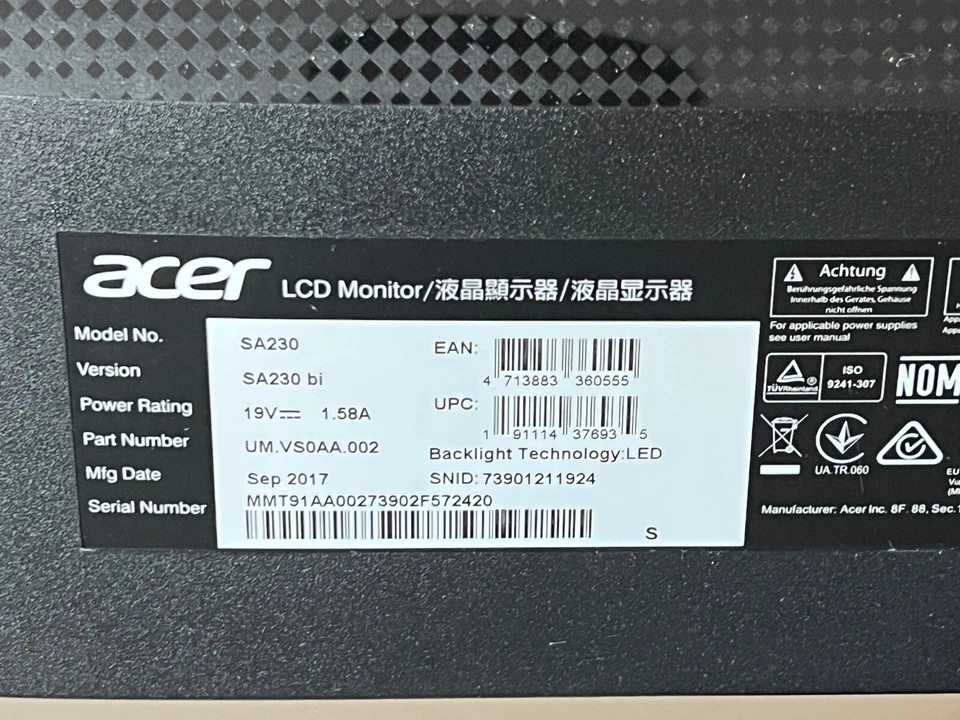 acer LCD Monitor/液晶顯示器/液晶显示器
Model No. SA230
Version SA230 bi
Power Rating 19V⎓ 1.58A
Part Number UM.VS0AA.002
Mfg Date Sep 2017
Serial Number MMT91AA00273902F572420
EAN:
4 713883 360555
UPC:
1 91114 37693 5
Backlight Technology:LED
SNID: 73901211924
S
Achtung
Berührungsgefährliche Spannung
Innerhalb des Gerätes, Gehäuse
nicht öffnen
For applicable power supplies
see user manual
TÜVRheinland
ISO
9241-307
NOM
UA.TR.060
Manufacturer: Acer Inc. 8F, 88, Sec.